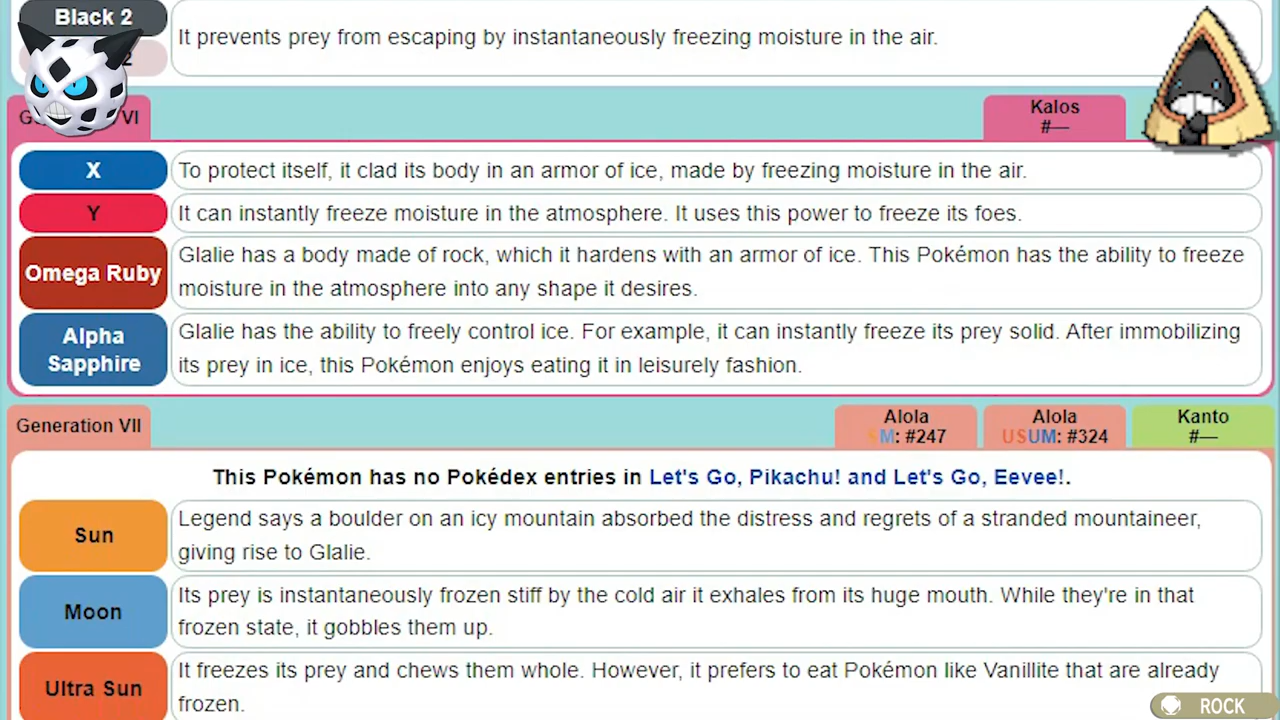 Black 2
2
It prevents prey from escaping by instantaneously freezing moisture in the air.
VI
Kalos
#—
X
To protect itself, it clad its body in an armor of ice, made by freezing moisture in the air.
Y
It can instantly freeze moisture in the atmosphere. It uses this power to freeze its foes.
Omega Ruby
Glalie has a body made of rock, which it hardens with an armor of ice. This Pokémon has the ability to freeze
moisture in the atmosphere into any shape it desires.
Alpha
Sapphire
Glalie has the ability to freely control ice. For example, it can instantly freeze its prey solid. After immobilizing
its prey in ice, this Pokémon enjoys eating it in leisurely fashion.
Generation VII
Alola
SM: #247
Alola
USUM: #324
Kanto
#—
This Pokémon has no Pokédex entries in Let's Go, Pikachu! and Let's Go, Eevee!.
Sun
Legend says a boulder on an icy mountain absorbed the distress and regrets of a stranded mountaineer,
giving rise to Glalie.
Moon
Its prey is instantaneously frozen stiff by the cold air it exhales from its huge mouth. While they're in that
frozen state, it gobbles them up.
Ultra Sun
It freezes its prey and chews them whole. However, it prefers to eat Pokémon like Vanillite that are already
frozen.
ROCK